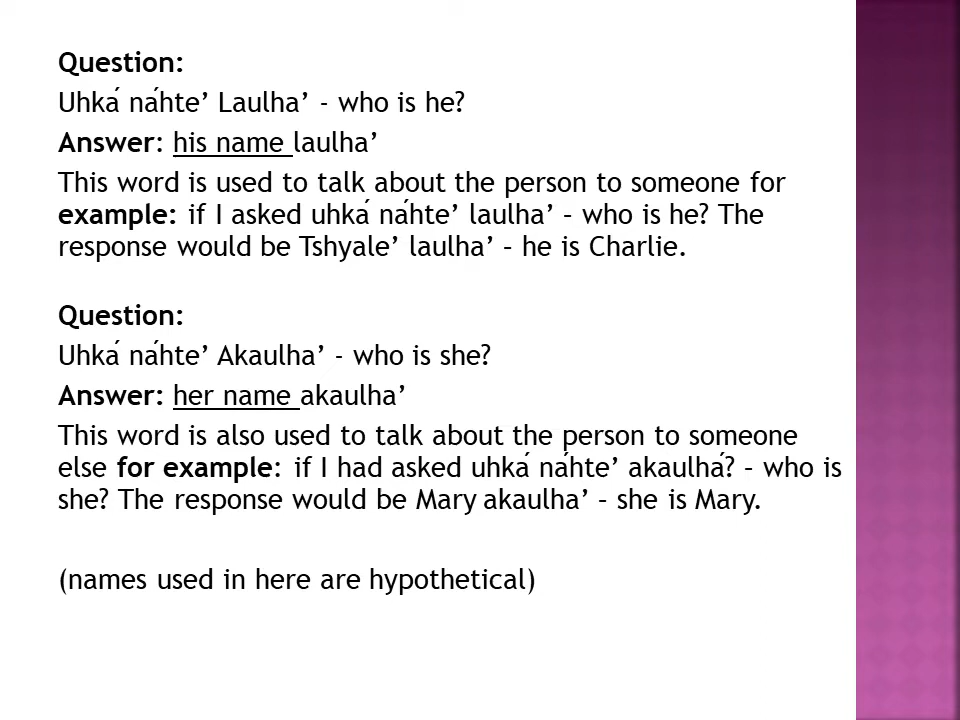 Question:
Uhká náhte’ Laulha’ - who is he?
Answer: his name laulha’
This word is used to talk about the person to someone for
example: if I asked uhká náhte’ laulha’ – who is he? The
response would be Tshyale’ laulha’ – he is Charlie.
Question:
Uhká náhte’ Akaulha’ - who is she?
Answer: her name akaulha’
This word is also used to talk about the person to someone
else for example: if I had asked uhká náhte’ akaulhá? – who is
she? The response would be Mary akaulha’ – she is Mary.
(names used in here are hypothetical)